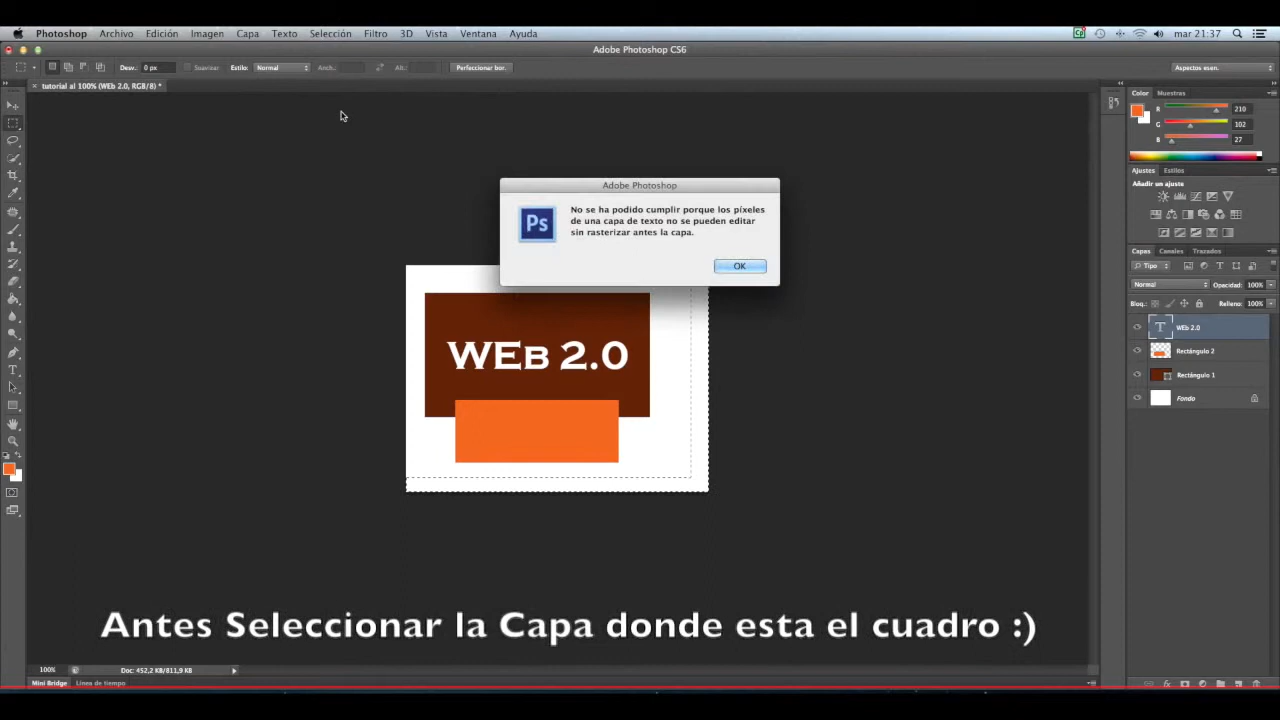 Photoshop Archivo Edición Imagen Capa Texto Selección Filtro 3D Vista Ventana Ayuda mar 21:37
Adobe Photoshop CS6
Desv.: 0 px Suavizar Estilo: Normal Anch.: Alt.: Perfeccionar bor. Aspectos esen.
tutorial al 100% (WEb 2.0, RGB/8) *
Color Muestras
R 210
G 102
B 27
Ajustes Estilos
Añadir un ajuste
Capas Canales Trazados
Tipo
Normal Opacidad: 100%
Bloq.: Relleno: 100%
T WEb 2.0
Rectángulo 2
Rectángulo 1
Fondo
Adobe Photoshop
Ps
No se ha podido cumplir porque los píxeles
de una capa de texto no se pueden editar
sin rasterizar antes la capa.
OK
WEb 2.0
Antes Seleccionar la Capa donde esta el cuadro :)
100% Doc: 452,2 KB/811,9 KB
Mini Bridge Línea de tiempo